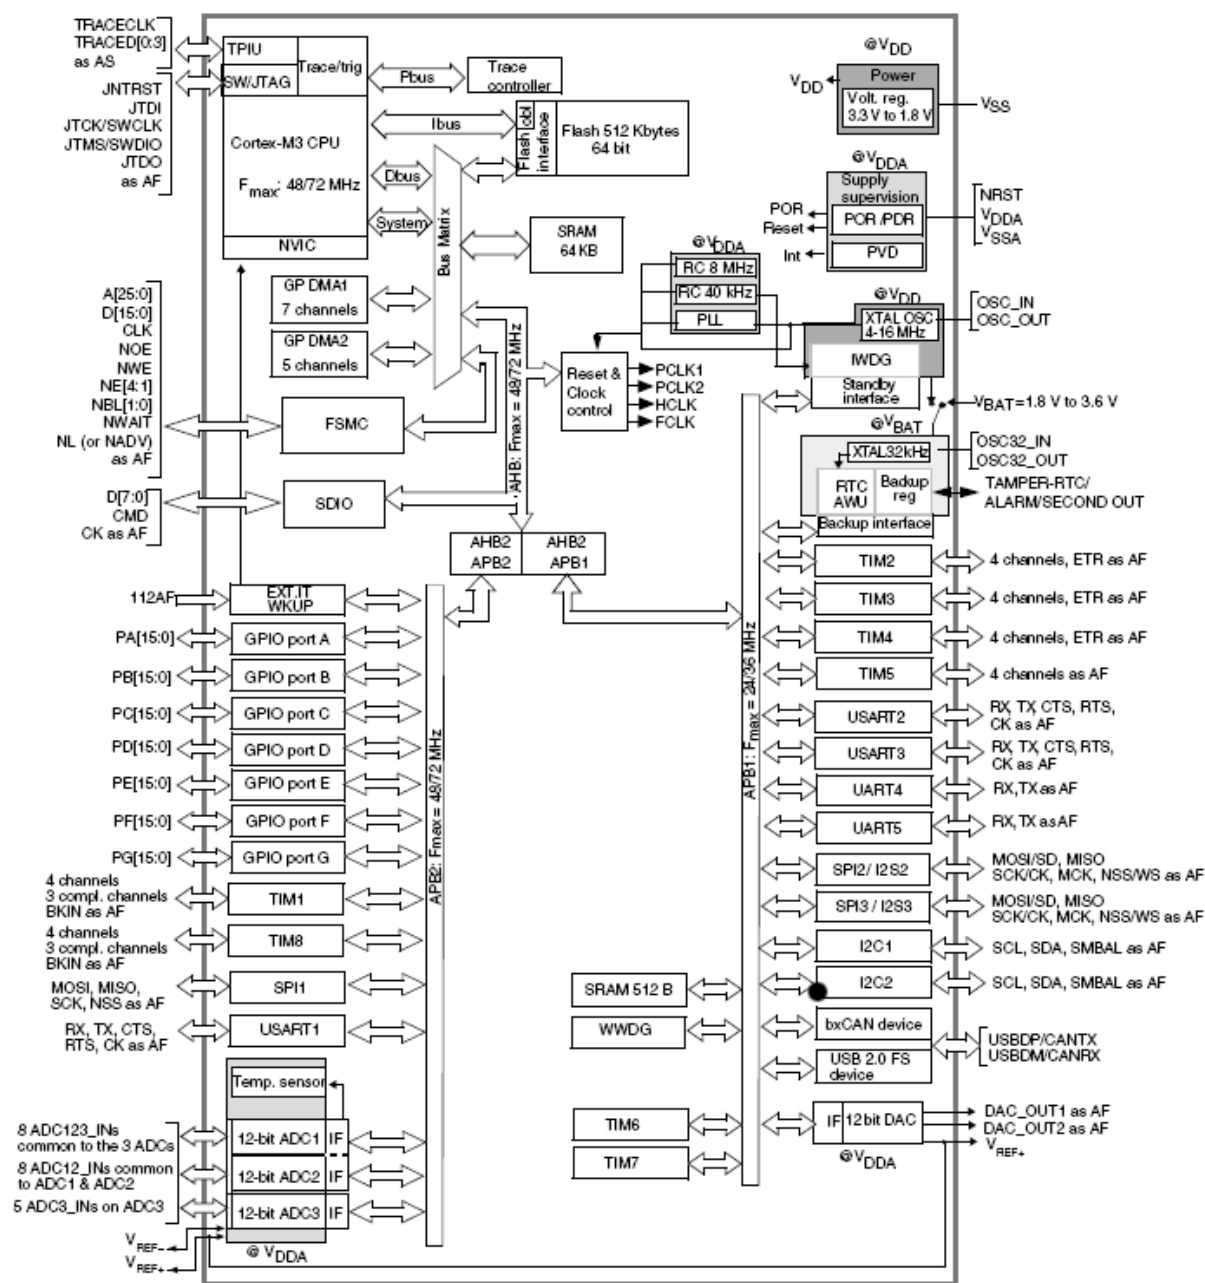 TRACECLK
TRACED[0:3]
as AS
JNTRST
JTDI
JTCK/SWCLK
JTMS/SWDIO
JTDO
as AF
TPIU
SW/JTAG
Trace/trig
Cortex-M3 CPU
Fmax: 48/72 MHz
NVIC
Pbus
Trace
controller
Ibus
Flash obl
interface
Flash 512 Kbytes
64 bit
Dbus
System
Bus Matrix
SRAM
64 KB
@VDD
Power
VDD
Volt. reg.
3.3 V to 1.8 V
VSS
@VDDA
Supply
supervision
POR /PDR
PVD
POR
Reset
Int
NRST
VDDA
VSSA
@VDDA
RC 8 MHz
RC 40 kHz
PLL
@VDD
XTAL OSC
4-16 MHz
OSC_IN
OSC_OUT
IWDG
Standby
interface
GP DMA1
7 channels
GP DMA2
5 channels
Reset &
Clock
control
PCLK1
PCLK2
HCLK
FCLK
VBAT=1.8 V to 3.6 V
@VBAT
XTAL32kHz
OSC32_IN
OSC32_OUT
RTC
AWU
Backup
reg
TAMPER-RTC/
ALARM/SECOND OUT
Backup interface
A[25:0]
D[15:0]
CLK
NOE
NWE
NE[4:1]
NBL[1:0]
NWAIT
NL (or NADV)
as AF
FSMC
D[7:0]
CMD
CK as AF
SDIO
AHB: Fmax = 48/72 MHz
AHB2
APB2
AHB2
APB1
112AF
EXT.IT
WKUP
PA[15:0]
GPIO port A
PB[15:0]
GPIO port B
PC[15:0]
GPIO port C
PD[15:0]
GPIO port D
PE[15:0]
GPIO port E
PF[15:0]
GPIO port F
PG[15:0]
GPIO port G
4 channels
3 compl. channels
BKIN as AF
TIM1
4 channels
3 compl. channels
BKIN as AF
TIM8
MOSI, MISO,
SCK, NSS as AF
SPI1
RX, TX, CTS,
RTS, CK as AF
USART1
Temp. sensor
8 ADC123_INs
common to the 3 ADCs
12-bit ADC1 IF
8 ADC12_INs common
to ADC1 & ADC2
12-bit ADC2 IF
5 ADC3_INs on ADC3
12-bit ADC3 IF
VREF-
VREF+
@ VDDA
APB2: Fmax = 48/72 MHz
APB1: Fmax = 24/36 MHz
TIM2
4 channels, ETR as AF
TIM3
4 channels, ETR as AF
TIM4
4 channels, ETR as AF
TIM5
4 channels as AF
USART2
RX, TX, CTS, RTS,
CK as AF
USART3
RX, TX, CTS, RTS,
CK as AF
UART4
RX,TX as AF
UART5
RX, TX as AF
SPI2/ I2S2
MOSI/SD, MISO
SCK/CK, MCK, NSS/WS as AF
SPI3 / I2S3
MOSI/SD, MISO
SCK/CK, MCK, NSS/WS as AF
I2C1
SCL, SDA, SMBAL as AF
I2C2
SCL, SDA, SMBAL as AF
SRAM 512 B
WWDG
bxCAN device
USB 2.0 FS
device
USBDP/CANTX
USBDM/CANRX
TIM6
TIM7
IF 12bit DAC
@VDDA
DAC_OUT1 as AF
DAC_OUT2 as AF
VREF+